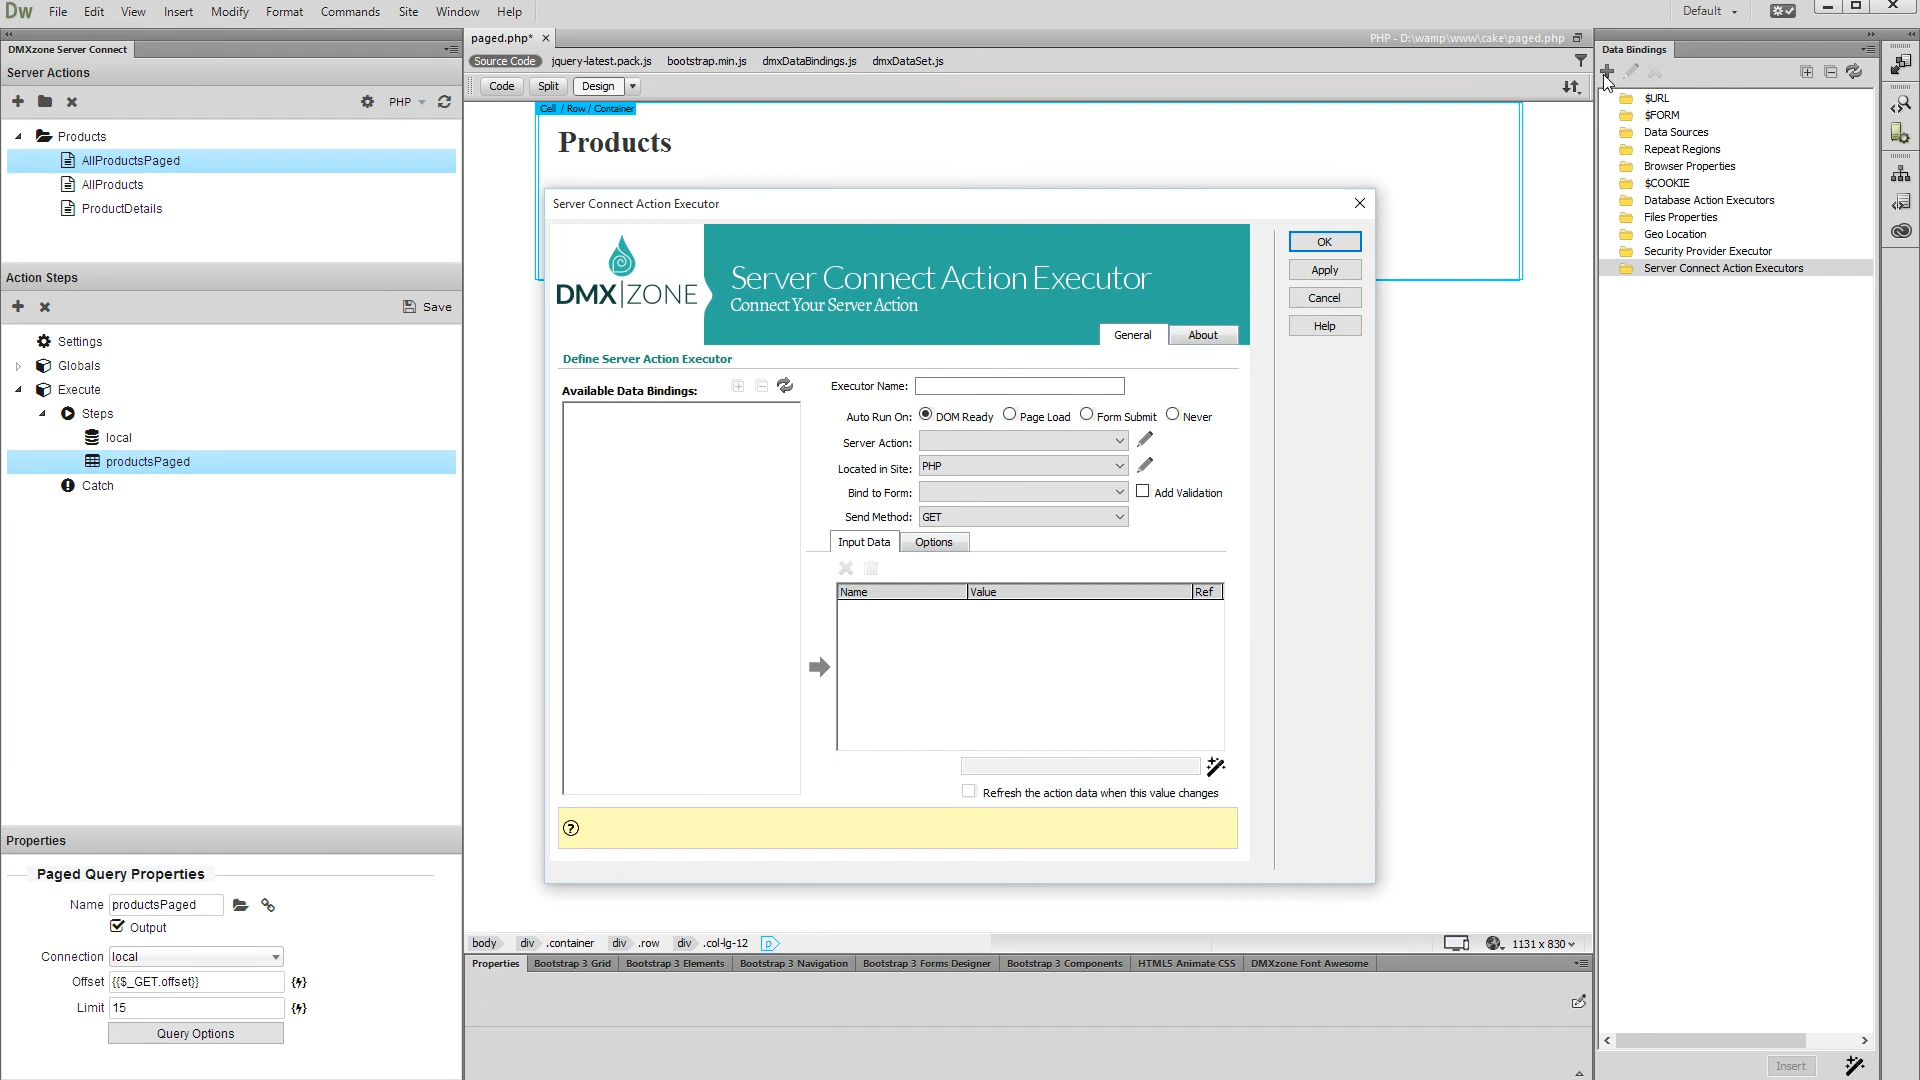 Dw File Edit View Insert Modify Format Commands Site Window Help Default
DMXzone Server Connect
Server Actions
PHP
Products
AllProductsPaged
AllProducts
ProductDetails
Action Steps
Save
Settings
Globals
Execute
Steps
local
productsPaged
Catch
Properties
Paged Query Properties
Name productsPaged
Output
Connection local
Offset {{$_GET.offset}}
Limit 15
Query Options
paged.php* PHP - D:\wamp\www\cake\paged.php
Source Code jquery-latest.pack.js bootstrap.min.js dmxDataBindings.js dmxDataSet.js
Code Split Design
Cell / Row / Container
Products
Server Connect Action Executor
DMX|ZONE
Server Connect Action Executor
Connect Your Server Action
General About
Define Server Action Executor
Available Data Bindings:
Executor Name:
Auto Run On: DOM Ready Page Load Form Submit Never
Server Action:
Located in Site: PHP
Bind to Form: Add Validation
Send Method: GET
Input Data Options
Name Value Ref
Refresh the action data when this value changes
OK
Apply
Cancel
Help
body div .container div .row div .col-lg-12 p 1131 x 830
Properties Bootstrap 3 Grid Bootstrap 3 Elements Bootstrap 3 Navigation Bootstrap 3 Forms Designer Bootstrap 3 Components HTML5 Animate CSS DMXzone Font Awesome
Data Bindings
$URL
$FORM
Data Sources
Repeat Regions
Browser Properties
$COOKIE
Database Action Executors
Files Properties
Geo Location
Security Provider Executor
Server Connect Action Executors
Insert